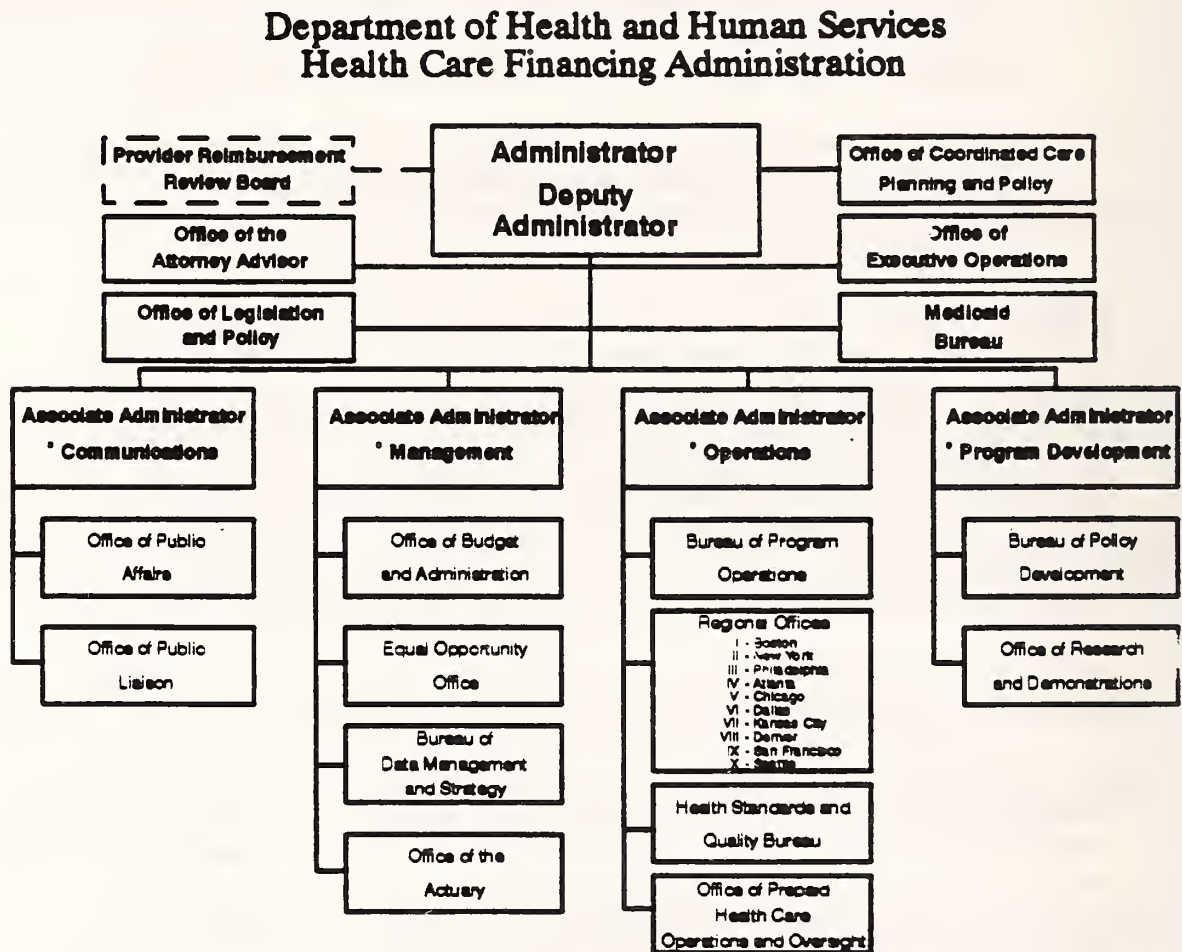 Department of Health and Human Services
Health Care Financing Administration
Provider Reimbursement
Review Board
Administrator
Deputy
Administrator
Office of Coordinated Care
Planning and Policy
Office of the
Attorney Advisor
Office of
Executive Operations
Office of Legislation
and Policy
Medicaid
Bureau
Associate Administrator
* Communications
Office of Public
Affairs
Office of Public
Liaison
Associate Administrator
* Management
Office of Budget
and Administration
Equal Opportunity
Office
Bureau of
Data Management
and Strategy
Office of the
Actuary
Associate Administrator
* Operations
Bureau of Program
Operations
Regional Offices
I - Boston
II - New York
III - Philadelphia
IV - Atlanta
V - Chicago
VI - Dallas
VII - Kansas City
VIII - Denver
IX - San Francisco
X - Seattle
Health Standards and
Quality Bureau
Office of Prepaid
Health Care
Operations and Oversight
Associate Administrator
* Program Development
Bureau of Policy
Development
Office of Research
and Demonstrations